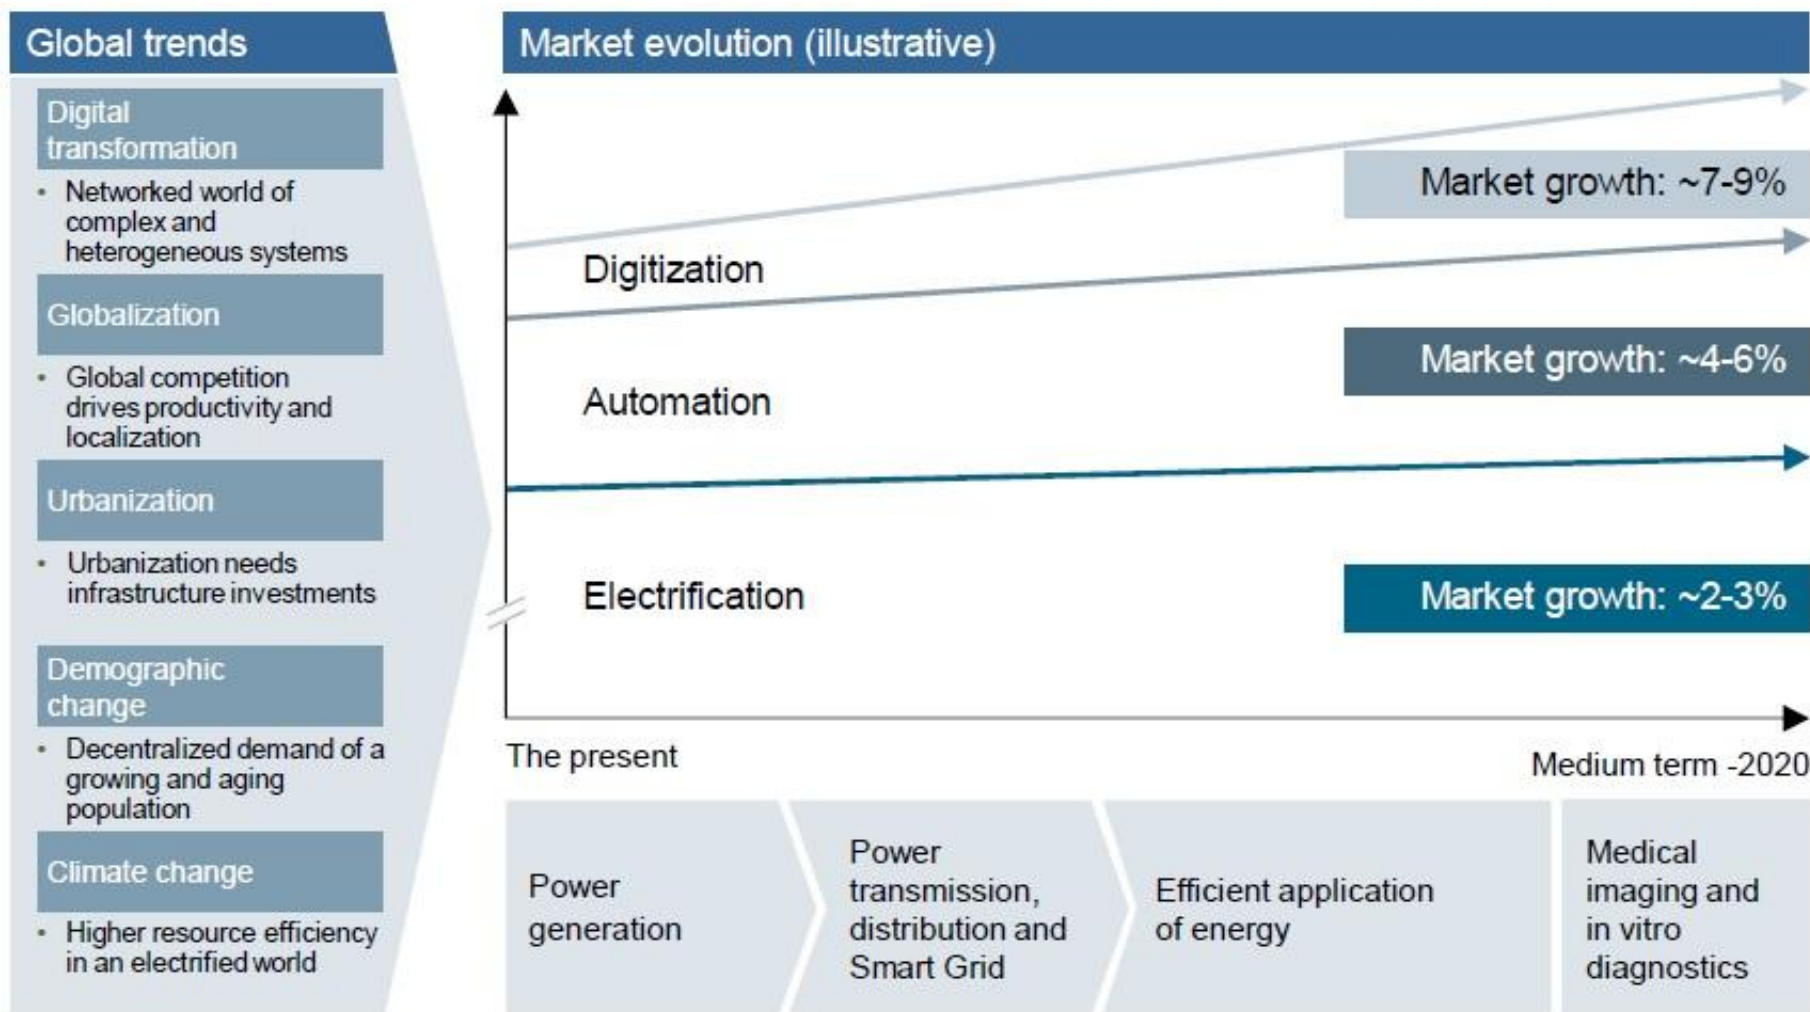 Global trends
Digital
transformation
• Networked world of
complex and
heterogeneous systems
Globalization
• Global competition
drives productivity and
localization
Urbanization
• Urbanization needs
infrastructure investments
Demographic
change
• Decentralized demand of a
growing and aging
population
Climate change
• Higher resource efficiency
in an electrified world
Market evolution (illustrative)
Market growth: ~7-9%
Digitization
Market growth: ~4-6%
Automation
Electrification
Market growth: ~2-3%
The present
Medium term -2020
Power
generation
Power
transmission,
distribution and
Smart Grid
Efficient application
of energy
Medical
imaging and
in vitro
diagnostics